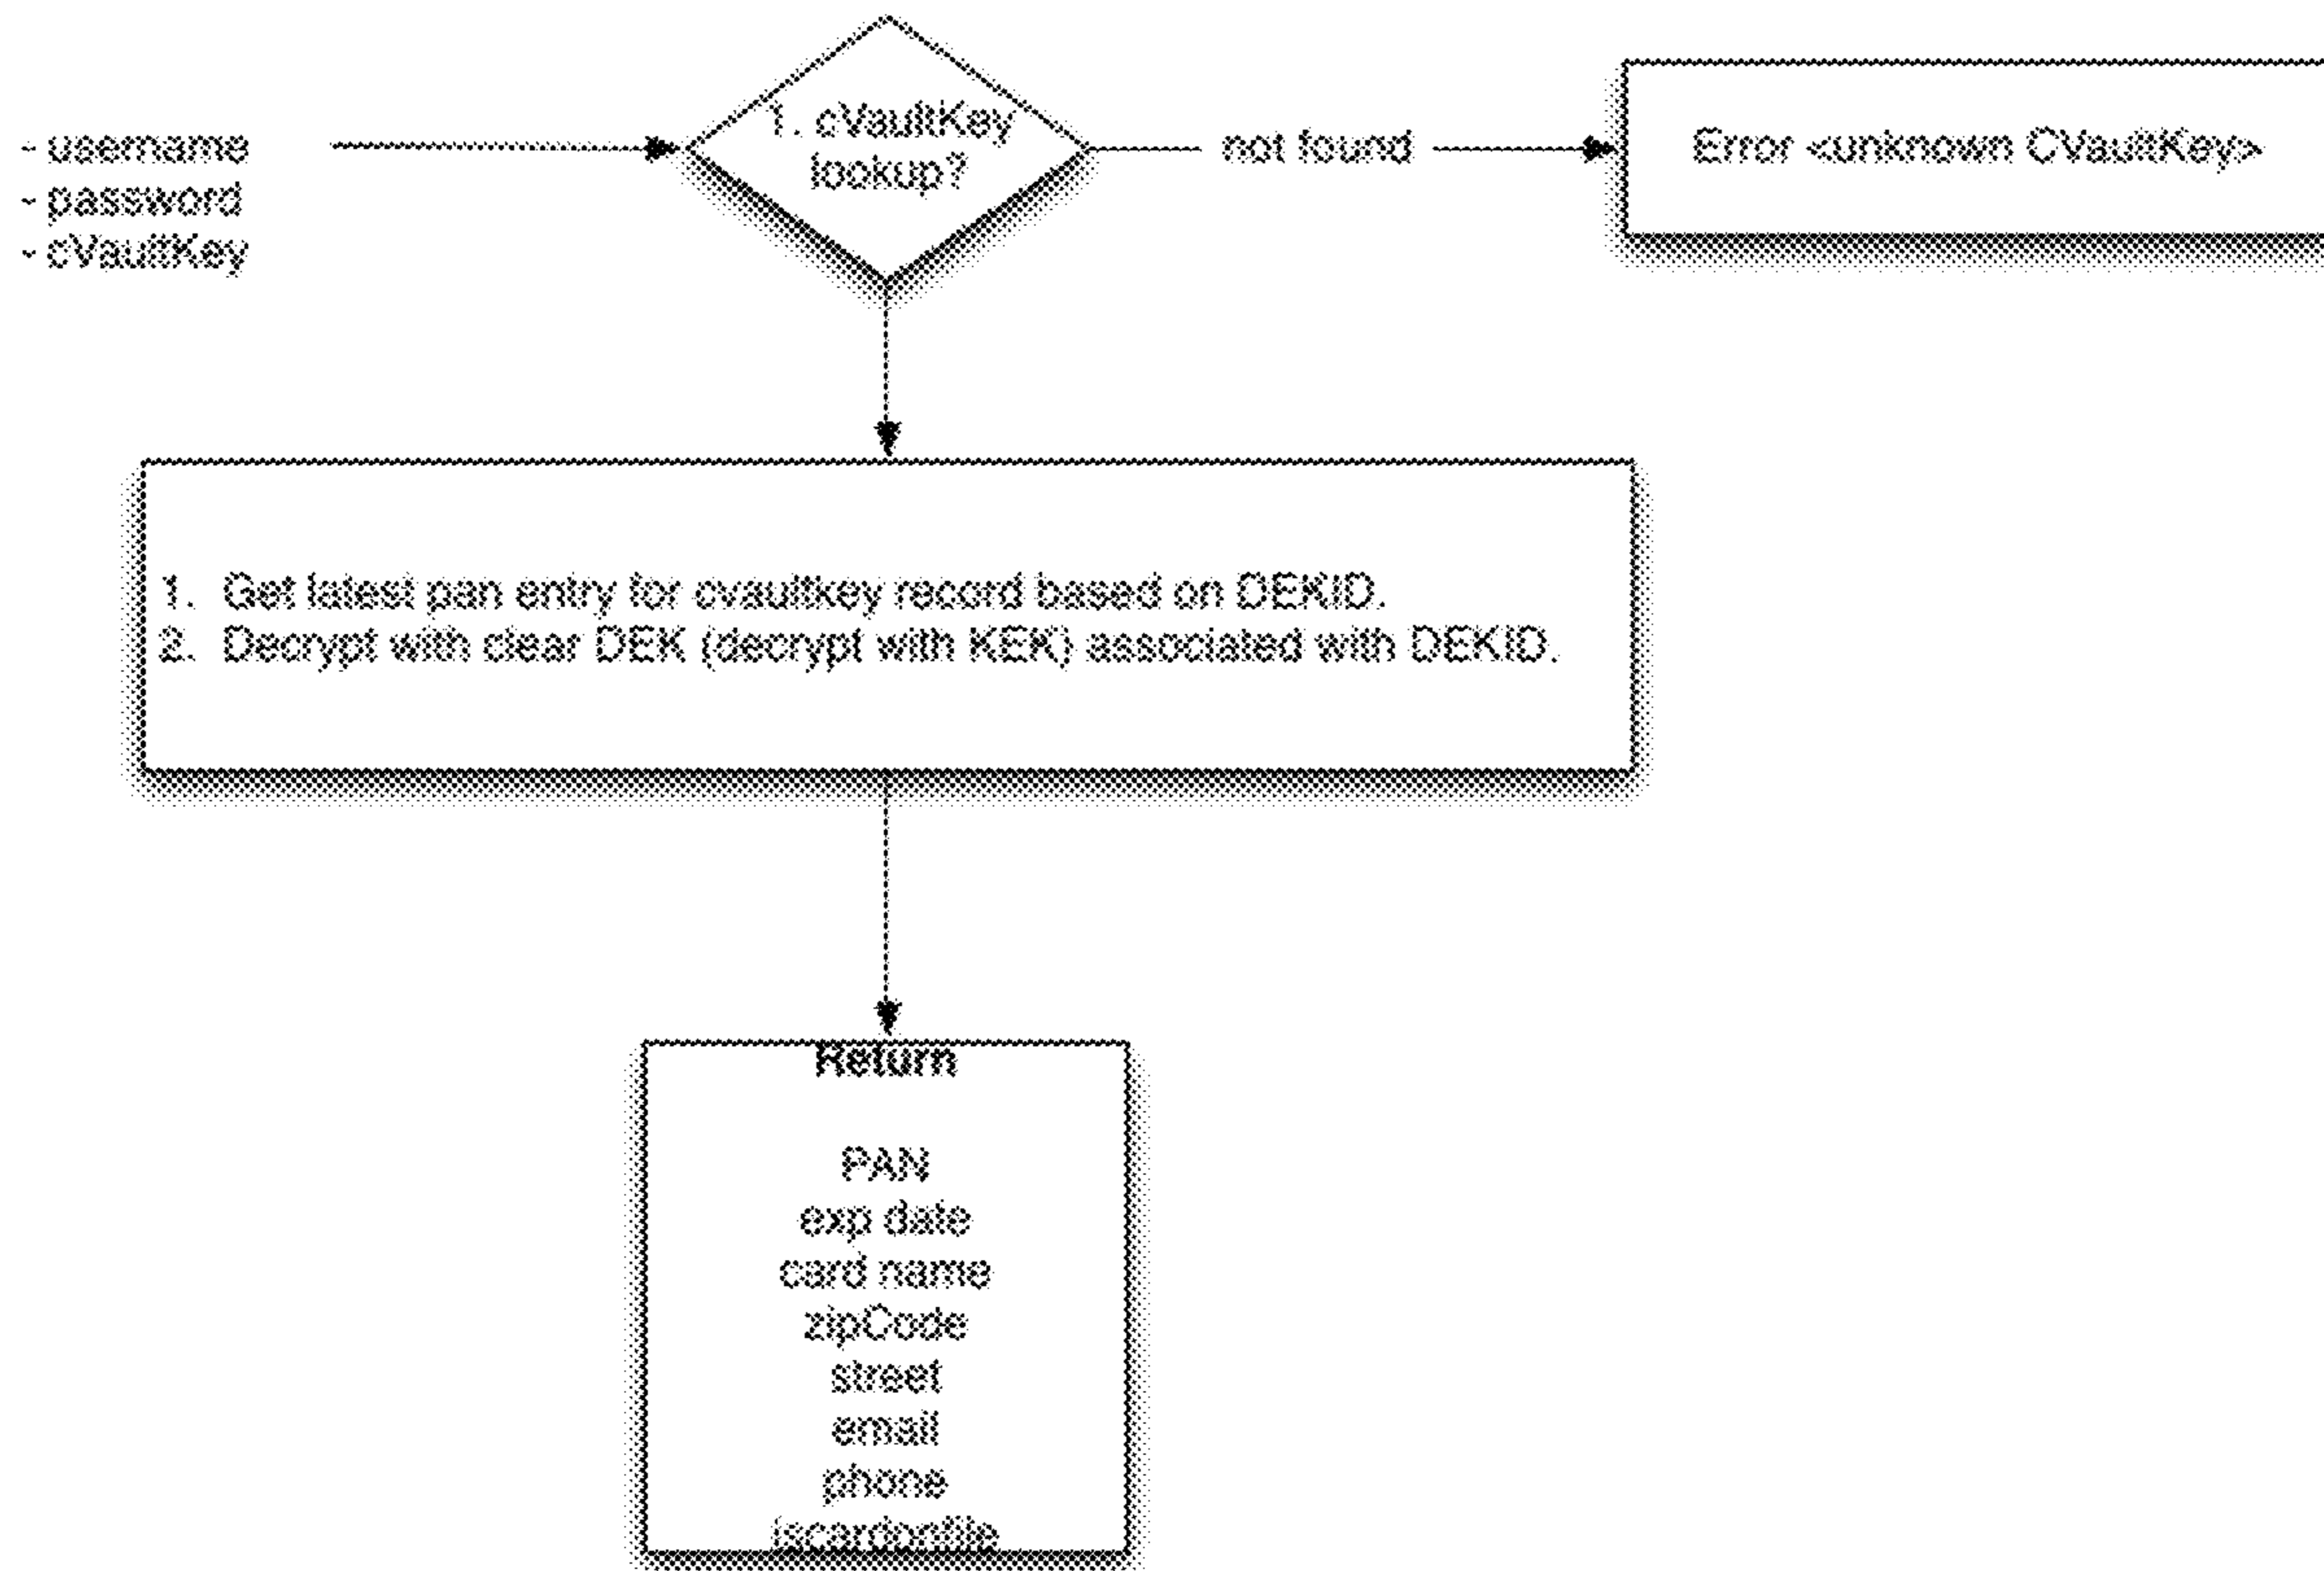 - username
- password
- cVaultKey
1. cVaultKey
lookup?
not found
Error <unknown CVaultKey>
1. Get latest pan entry for cvaultkey record based on DEKID.
2. Decrypt with clear DEK (decrypt with KEK) associated with DEKID.
Return
PAN
exp date
card name
zipCode
street
email
phone
iscardonfile